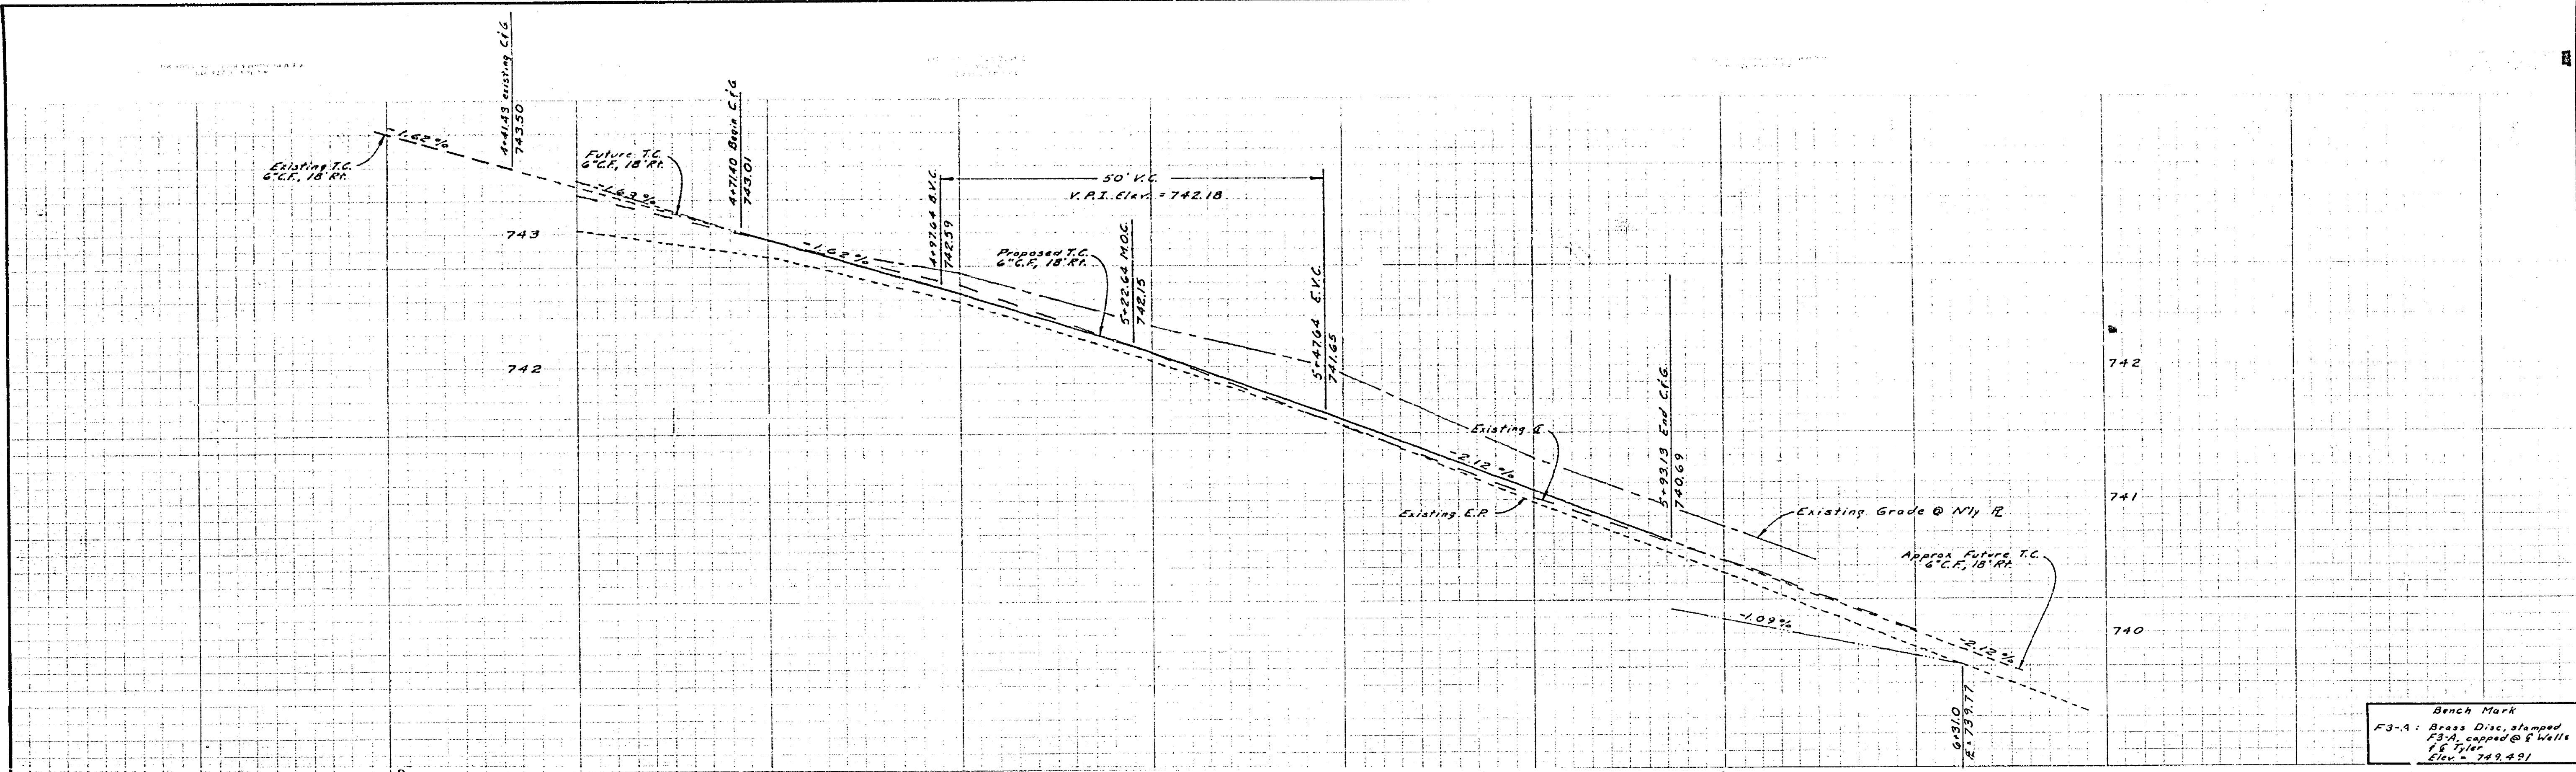 4+41.43 existing C&G
743.50
-1.62%
Existing T.C.
6" C.F., 18' Rt.
Future T.C.
6" C.F., 18' Rt.
-1.63%
4+71.40 Begin C&G
743.01
743
-1.62%
4+97.64 B.V.C.
742.59
50' V.C.
V.P.I. Elev. = 742.18
Proposed T.C.
6" C.F., 18' Rt.
5+22.64 M.O.C.
742.15
5+47.64 E.V.C.
741.65
742
742
Existing ℄
-2.12%
Existing E.P.
5+93.13 End C.&G.
740.69
741
Existing Grade @ N'ly ℙL
Approx. Future T.C.
6" C.F., 18' Rt.
-1.09%
740
-2.12%
6+31.0
E = 739.77
Bench Mark
F3-A : Brass Disc, stamped
F3-A, capped @ ℄ Wells
& ℄ Tyler
Elev. = 749.491